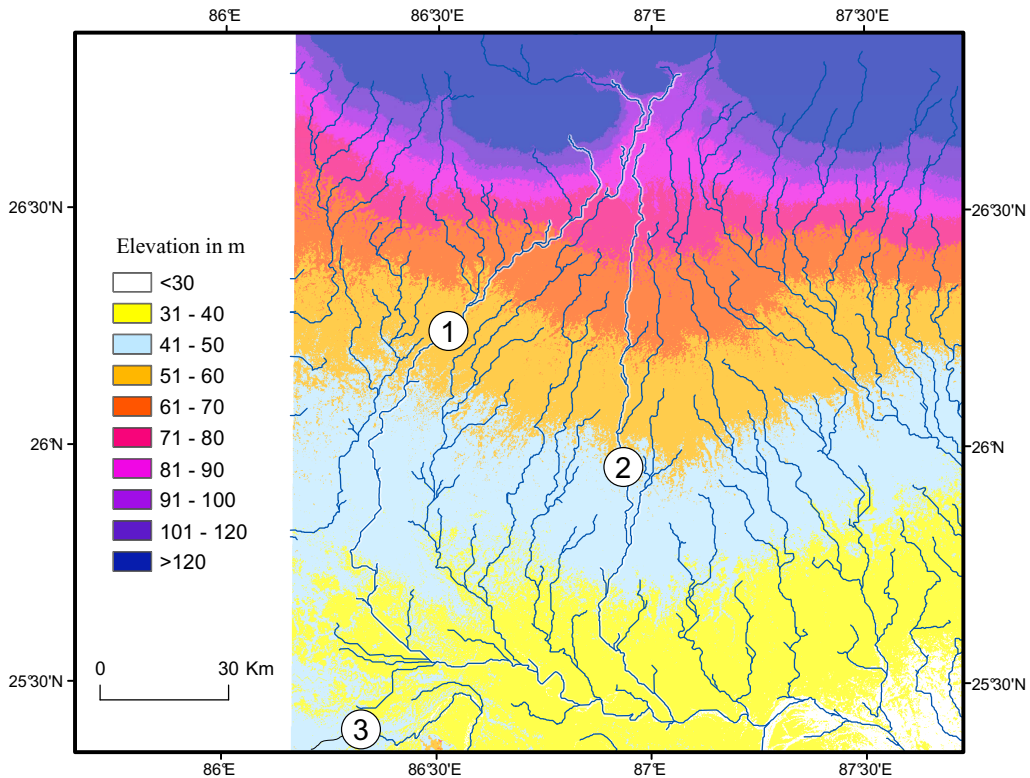 86°E 86°30'E 87°E 87°30'E
26°30'N 26°30'N
Elevation in m
<30
31 - 40
41 - 50
51 - 60
61 - 70
71 - 80
81 - 90
91 - 100
101 - 120
>120
1
26°N 26°N
2
0 30 Km
25°30'N 25°30'N
3
86°E 86°30'E 87°E 87°30'E